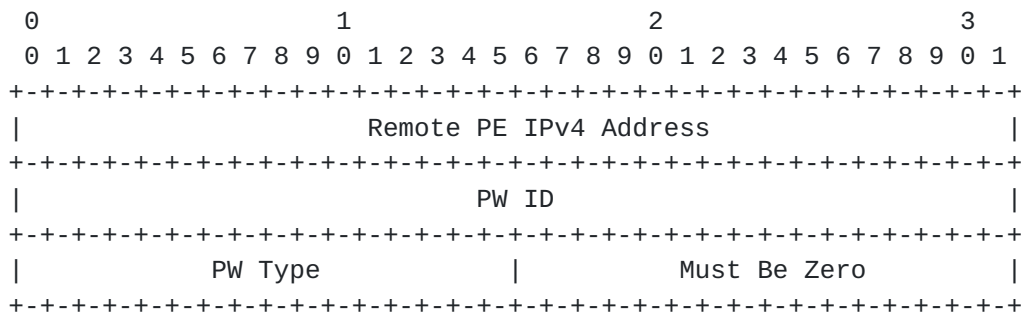 0                   1                   2                   3
 0 1 2 3 4 5 6 7 8 9 0 1 2 3 4 5 6 7 8 9 0 1 2 3 4 5 6 7 8 9 0 1
+-+-+-+-+-+-+-+-+-+-+-+-+-+-+-+-+-+-+-+-+-+-+-+-+-+-+-+-+-+-+-+-+
|                      Remote PE IPv4 Address                   |
+-+-+-+-+-+-+-+-+-+-+-+-+-+-+-+-+-+-+-+-+-+-+-+-+-+-+-+-+-+-+-+-+
|                             PW ID                             |
+-+-+-+-+-+-+-+-+-+-+-+-+-+-+-+-+-+-+-+-+-+-+-+-+-+-+-+-+-+-+-+-+
|            PW Type            |          Must Be Zero         |
+-+-+-+-+-+-+-+-+-+-+-+-+-+-+-+-+-+-+-+-+-+-+-+-+-+-+-+-+-+-+-+-+